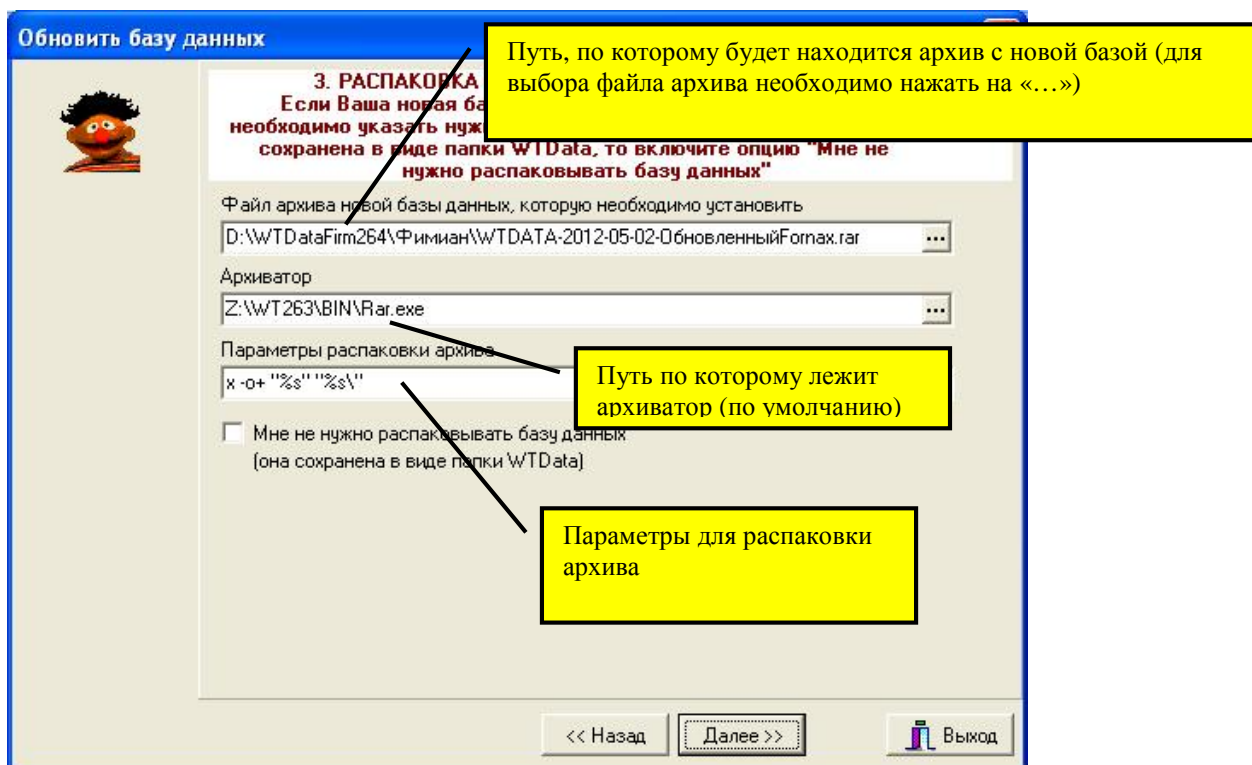 Обновить базу данных
Путь, по которому будет находится архив с новой базой (для
выбора файла архива необходимо нажать на «…»)
3. РАСПАКОВКА
Если Ваша новая
необходимо указать
сохранена в виде папки WTData, то включите опцию "Мне не
нужно распаковывать базу данных"
Файл архива новой базы данных, которую необходимо установить
D:\WTDataFirm264\Фимиан\WTDATA-2012-05-02-ОбновленныйFornax.rar
...
Архиватор
Z:\WT263\BIN\Rar.exe
...
Параметры распаковки архива
x -o+ "%s" "%s\"
Путь по которому лежит
архиватор (по умолчанию)
Мне не нужно распаковывать базу данных
(она сохранена в виде папки WTData)
Параметры для распаковки
архива
<< Назад
Далее >>
Выход